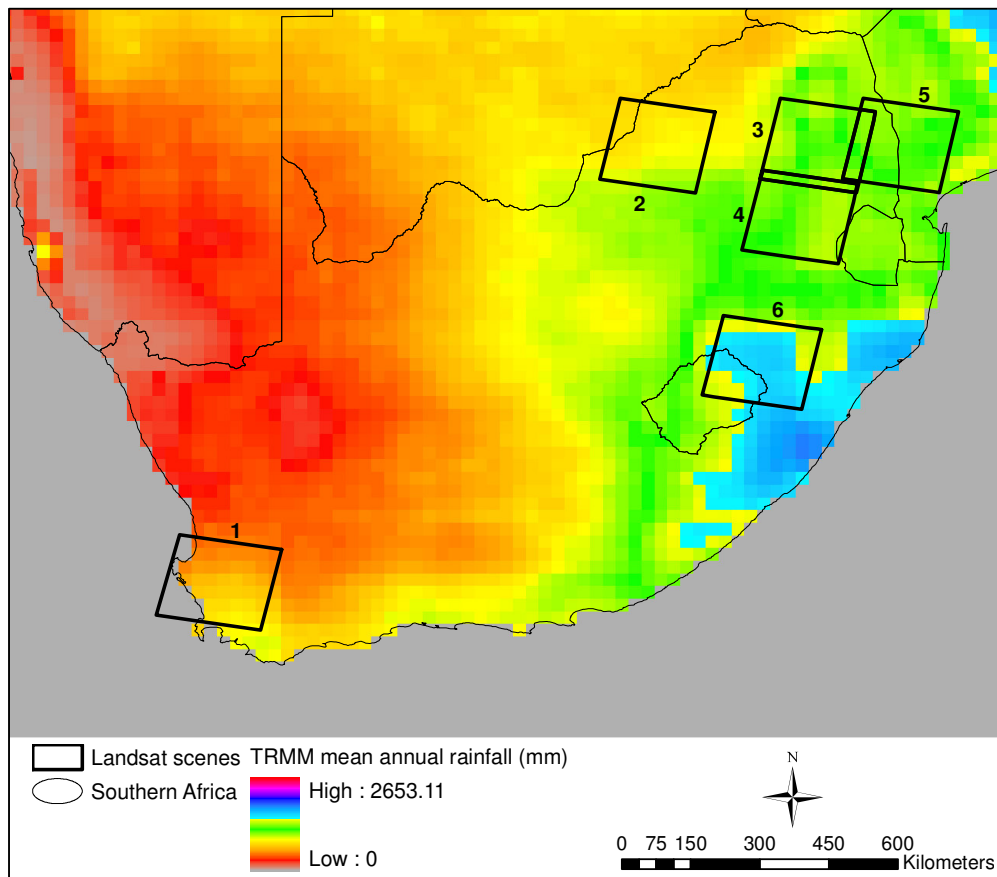 5
3
2
4
6
1
N
Landsat scenes
Southern Africa
TRMM mean annual rainfall (mm)
High : 2653.11
Low : 0
0 75 150 300 450 600
Kilometers